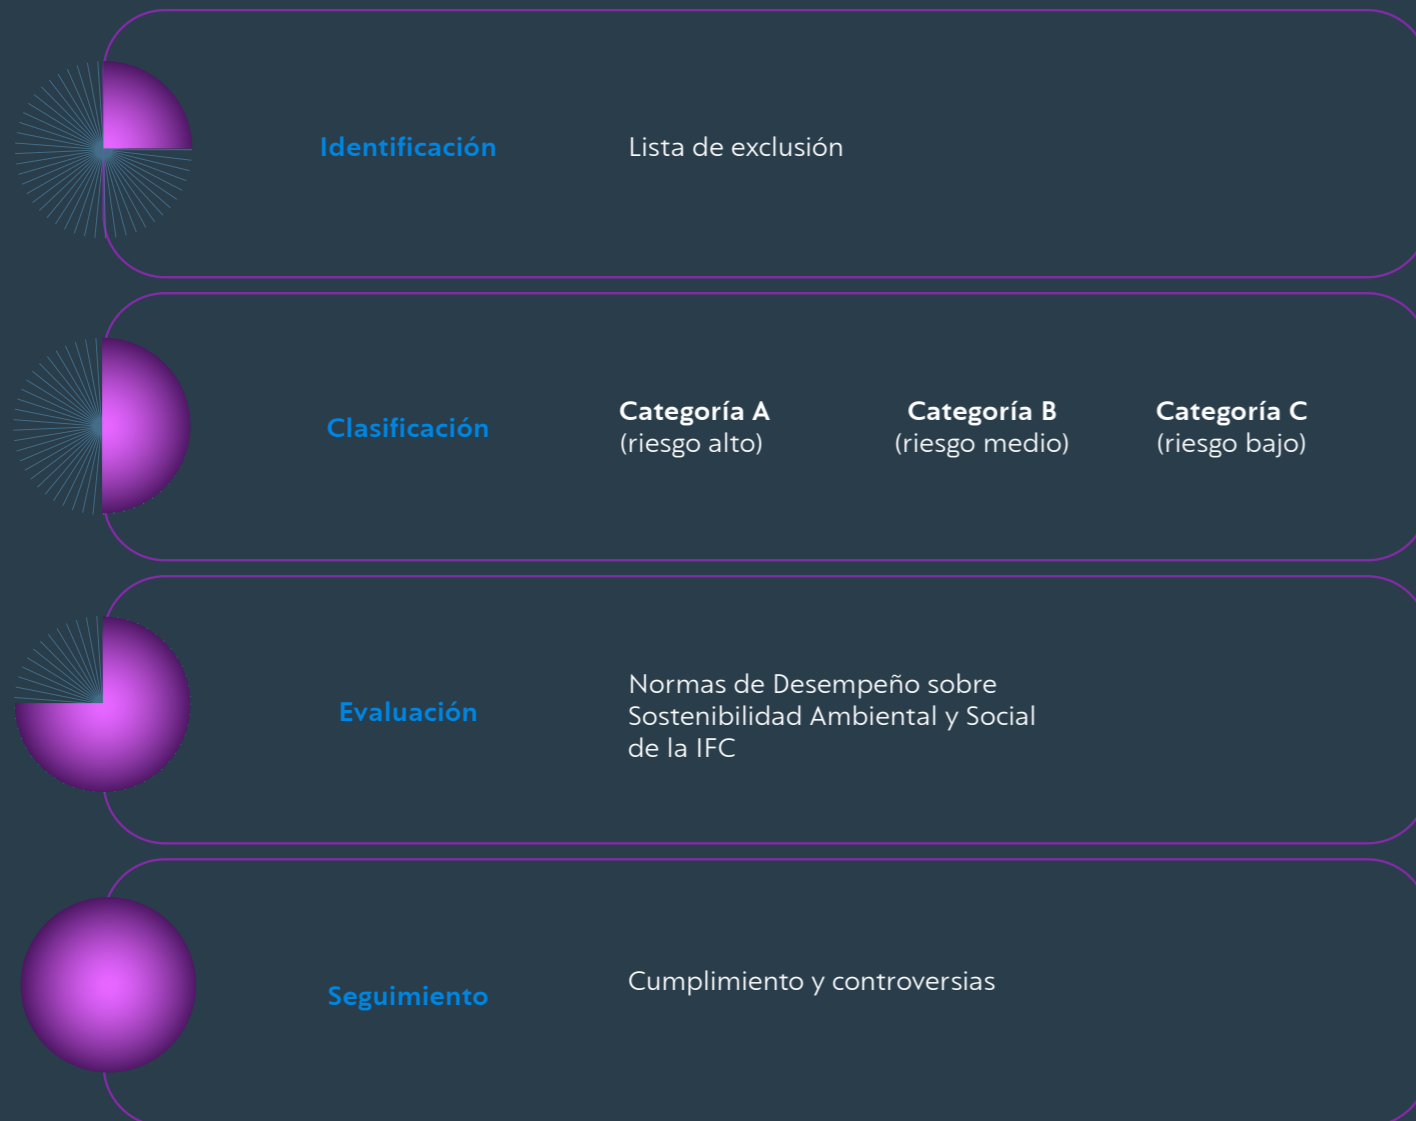 Identificación
Lista de exclusión
Clasificación
Categoría A
(riesgo alto)
Categoría B
(riesgo medio)
Categoría C
(riesgo bajo)
Evaluación
Normas de Desempeño sobre
Sostenibilidad Ambiental y Social
de la IFC
Seguimiento
Cumplimiento y controversias